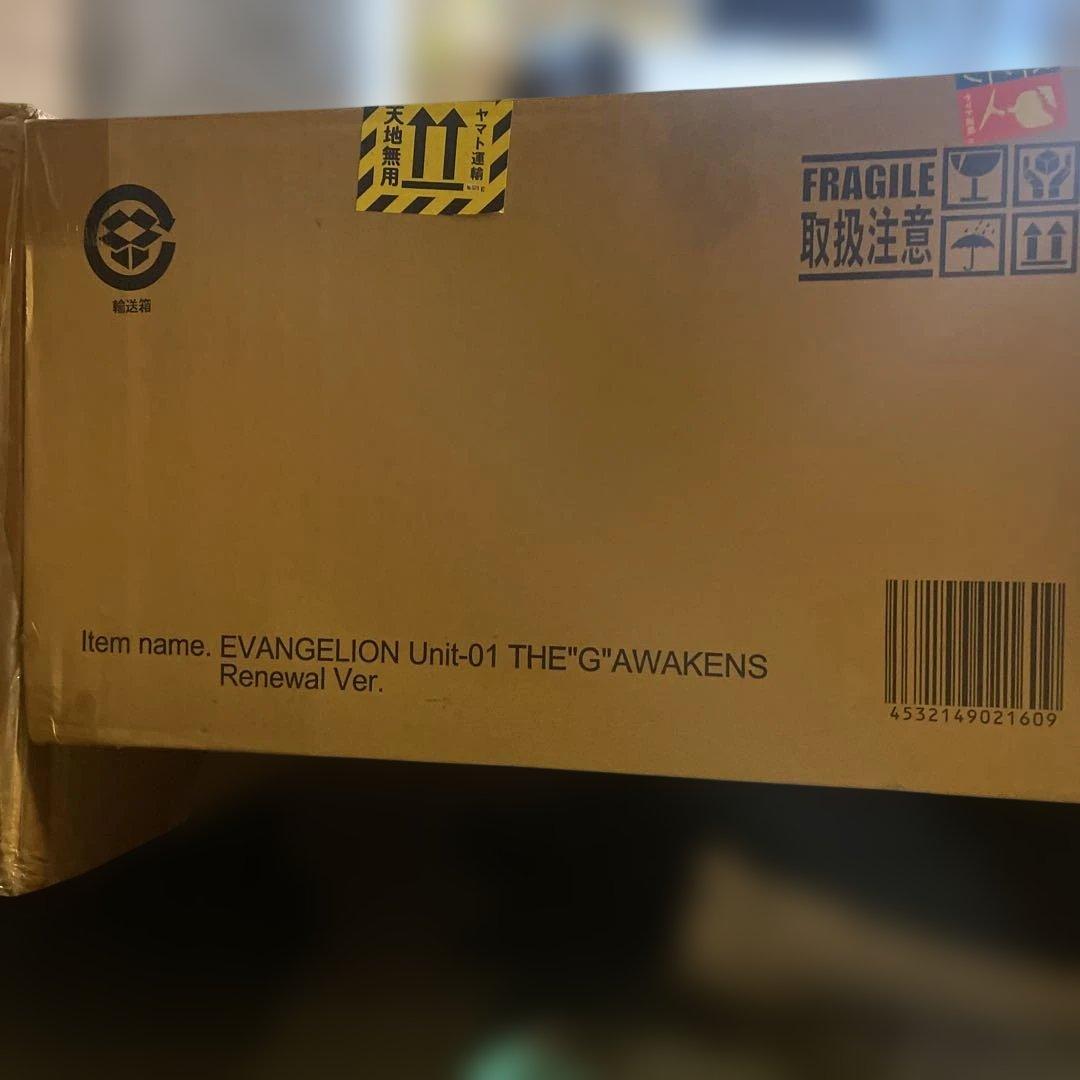 天地無用
ヤマト運輸
FRAGILE
取扱注意
輸送箱
Item name. EVANGELION Unit-01 THE"G"AWAKENS
Renewal Ver.
4532149021609